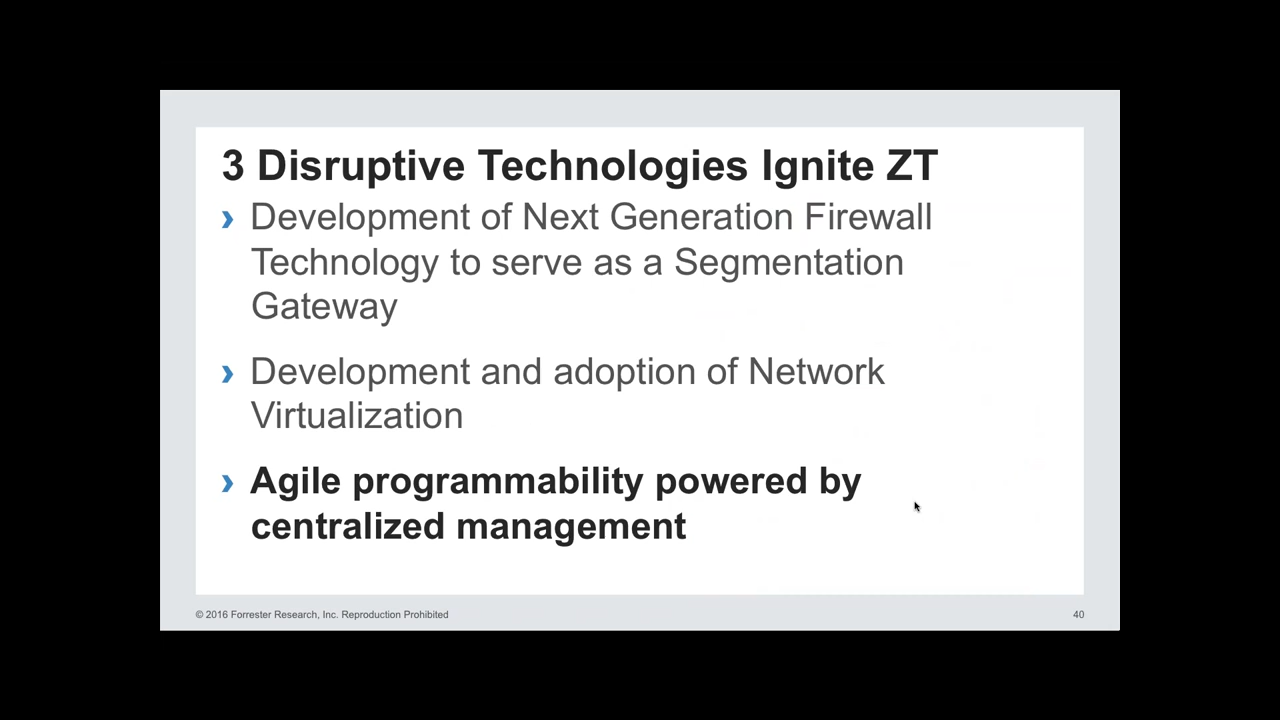 3 Disruptive Technologies Ignite ZT
› Development of Next Generation Firewall
Technology to serve as a Segmentation
Gateway
› Development and adoption of Network
Virtualization
› Agile programmability powered by
centralized management
© 2016 Forrester Research, Inc. Reproduction Prohibited
40